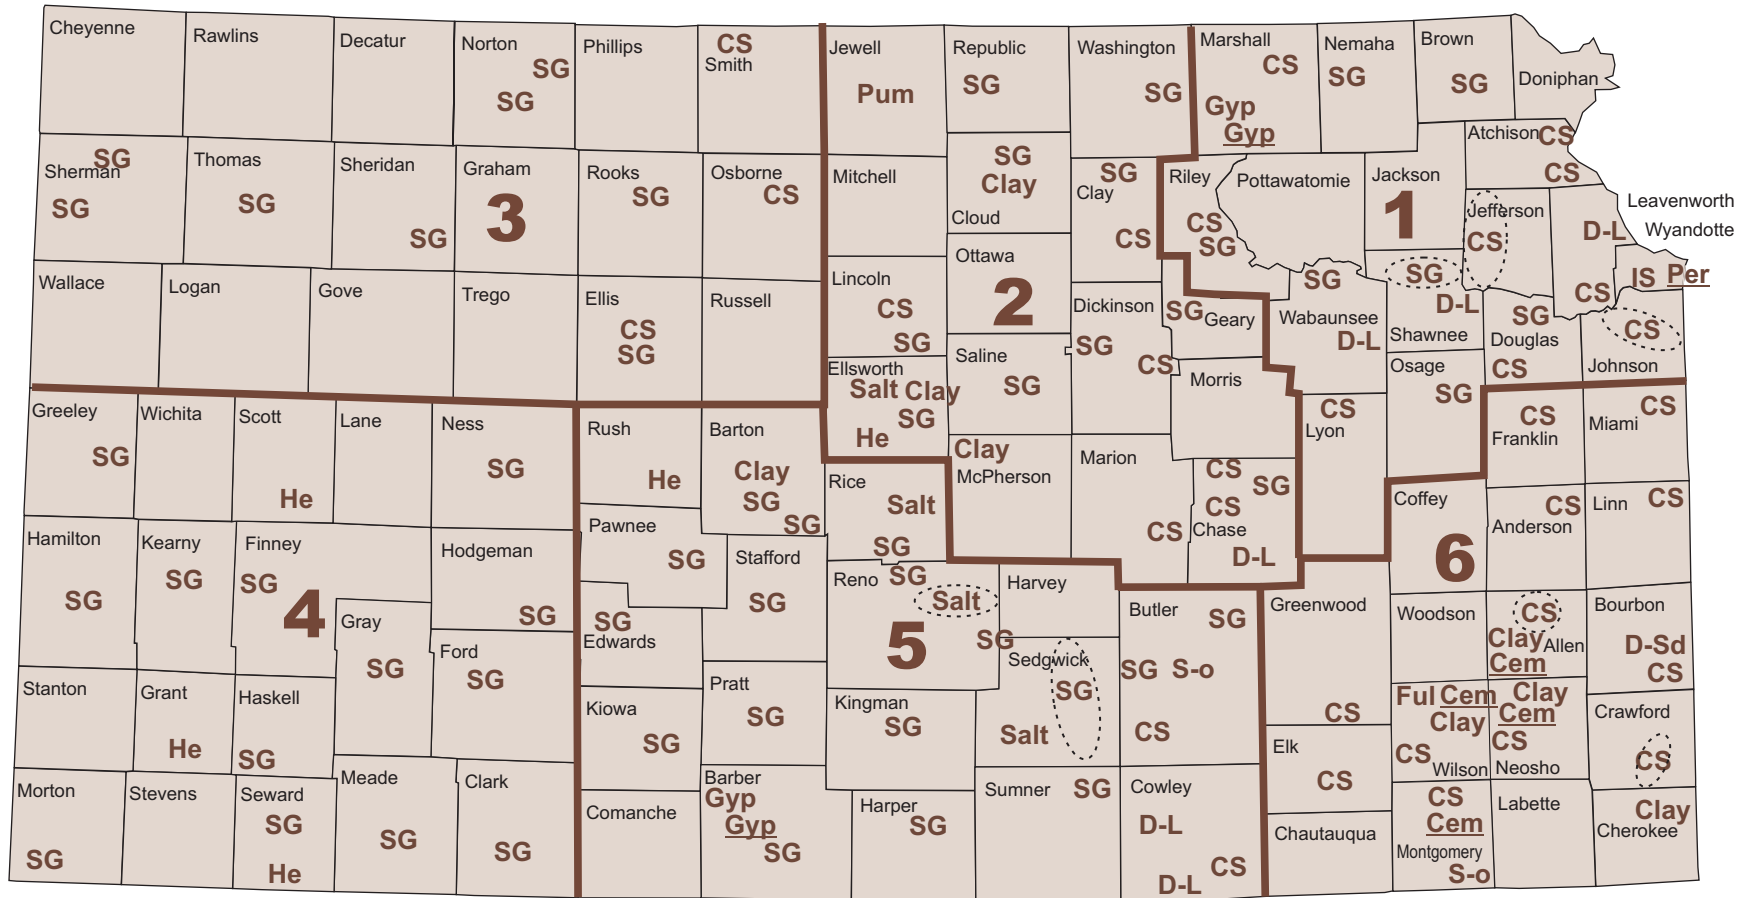 Cheyenne
Rawlins
Decatur
Norton
SG
SG
Phillips
CS
Smith
Jewell
Pum
Republic
SG
Washington
SG
Marshall
CS
Gyp
Gyp
Nemaha
SG
Brown
SG
Doniphan
Atchison CS
CS
SG
Sherman
SG
Thomas
SG
Sheridan
SG
Graham
3
Rooks
SG
Osborne
CS
Mitchell
SG
Clay
Cloud
SG
Clay
CS
Riley
CS
SG
Pottawatomie
Jackson
1
Jefferson
CS
Leavenworth
D-L
CS
Wyandotte
IS Per
Wallace
Logan
Gove
Trego
Ellis
CS
SG
Russell
Lincoln
CS
SG
Ottawa
2
Dickinson
SG
CS
SG
Geary
SG
Wabaunsee
D-L
SG
D-L
Shawnee
SG
Douglas
CS
CS
Johnson
Ellsworth
Salt Clay
SG
He
Saline
SG
Morris
Osage
SG
Greeley
SG
Wichita
Scott
He
Lane
Ness
SG
Rush
He
Barton
Clay
SG
SG
Rice
Salt
SG
Clay
McPherson
Marion
CS
CS
SG
CS
Chase
D-L
CS
Lyon
CS
Franklin
CS
Miami
Hamilton
SG
Kearny
SG
Finney
SG
4
Hodgeman
SG
Pawnee
SG
Stafford
SG
Reno
SG
Salt
5
SG
Harvey
Butler
SG
SG S-o
CS
Greenwood
CS
Coffey
6
CS
Anderson
Linn
CS
Gray
SG
Ford
SG
SG
Edwards
Sedgwick
SG
Salt
Woodson
CS
Clay
Allen
Cem
Bourbon
D-Sd
CS
Stanton
Grant
He
Haskell
SG
Kiowa
SG
Pratt
SG
Kingman
SG
Elk
CS
Ful Cem
Clay
CS
Wilson
Clay
Cem
CS
Neosho
Crawford
CS
Morton
SG
Stevens
Seward
SG
He
Meade
SG
Clark
SG
Comanche
Barber
Gyp
Gyp
SG
Harper
SG
Sumner
SG
Cowley
D-L
CS
D-L
Chautauqua
CS
Cem
Montgomery
S-o
Labette
Clay
Cherokee